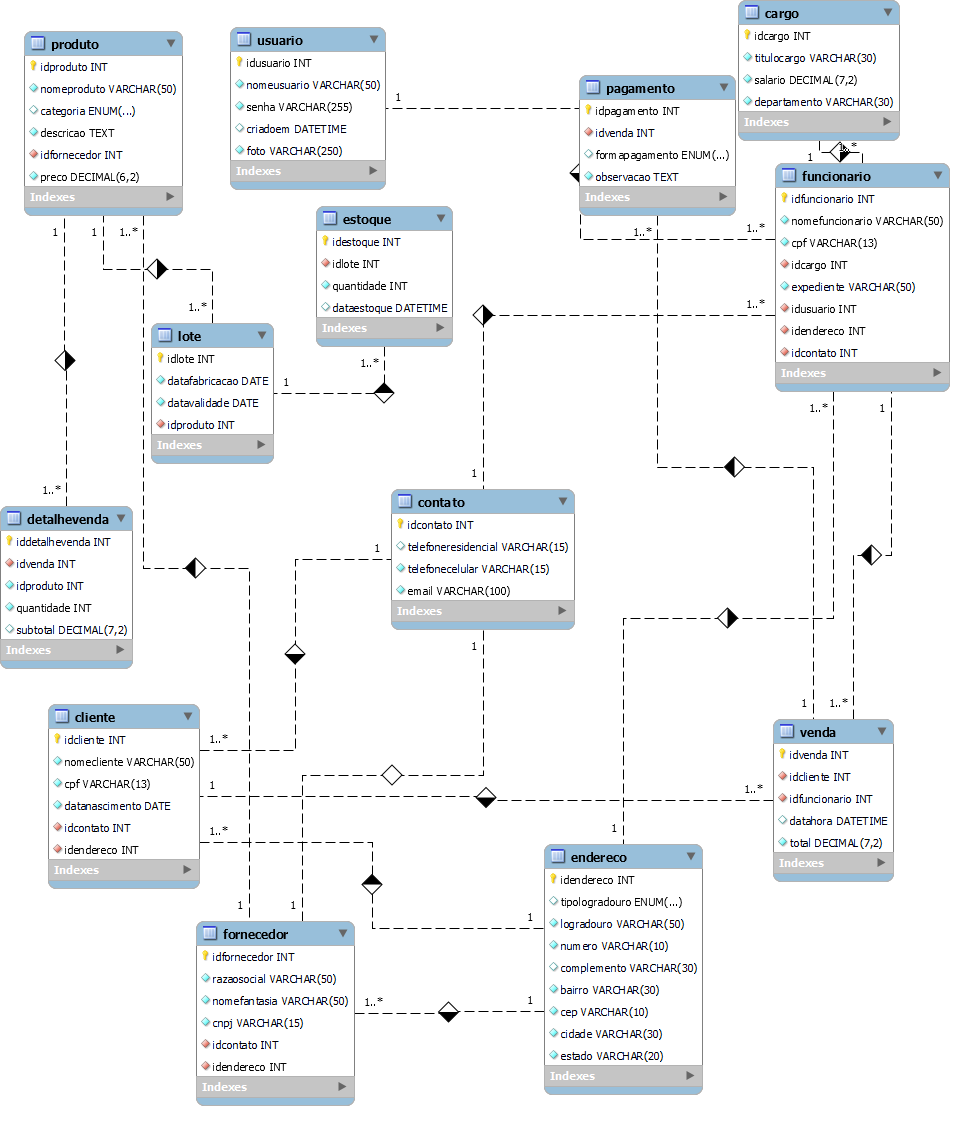 produto
idproduto INT
nomeproduto VARCHAR(50)
categoria ENUM(...)
descricao TEXT
idfornecedor INT
preco DECIMAL(6,2)
Indexes
usuario
idusuario INT
nomeusuario VARCHAR(50)
senha VARCHAR(255)
criadoem DATETIME
foto VARCHAR(250)
Indexes
pagamento
idpagamento INT
idvenda INT
formapagamento ENUM(...)
observacao TEXT
Indexes
cargo
idcargo INT
titulocargo VARCHAR(30)
salario DECIMAL(7,2)
departamento VARCHAR(30)
Indexes
1
1
1..*
funcionario
idfuncionario INT
nomefuncionario VARCHAR(50)
cpf VARCHAR(13)
idcargo INT
expediente VARCHAR(50)
idusuario INT
idendereco INT
idcontato INT
Indexes
1
1
1..*
1..*
1..*
estoque
idestoque INT
idlote INT
quantidade INT
dataestoque DATETIME
Indexes
1..*
1..*
lote
idlote INT
datafabricacao DATE
datavalidade DATE
idproduto INT
Indexes
1..*
1
1..*
1
1
1..*
detalhevenda
iddetalhevenda INT
idvenda INT
idproduto INT
quantidade INT
subtotal DECIMAL(7,2)
Indexes
contato
idcontato INT
telefoneresidencial VARCHAR(15)
telefonecelular VARCHAR(15)
email VARCHAR(100)
Indexes
1
1
cliente
idcliente INT
nomecliente VARCHAR(50)
cpf VARCHAR(13)
datanascimento DATE
idcontato INT
idendereco INT
Indexes
1..*
1
1..*
1
1..*
1..*
venda
idvenda INT
idcliente INT
idfuncionario INT
datahora DATETIME
total DECIMAL(7,2)
Indexes
1
endereco
idendereco INT
tipologradouro ENUM(...)
logradouro VARCHAR(50)
numero VARCHAR(10)
complemento VARCHAR(30)
bairro VARCHAR(30)
cep VARCHAR(10)
cidade VARCHAR(30)
estado VARCHAR(20)
Indexes
1
1
1
1
fornecedor
idfornecedor INT
razaosocial VARCHAR(50)
nomefantasia VARCHAR(50)
cnpj VARCHAR(15)
idcontato INT
idendereco INT
Indexes
1..*